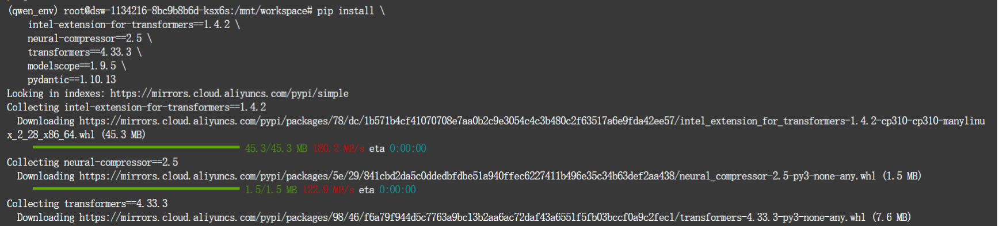 (qwen_env) root@dsw-1134216-8bc9b8b6d-ksx6s:/mnt/workspace# pip install \
    intel-extension-for-transformers==1.4.2 \
    neural-compressor==2.5 \
    transformers==4.33.3 \
    modelscope==1.9.5 \
    pydantic==1.10.13
Looking in indexes: https://mirrors.cloud.aliyuncs.com/pypi/simple
Collecting intel-extension-for-transformers==1.4.2
  Downloading https://mirrors.cloud.aliyuncs.com/pypi/packages/78/dc/1b571b4cf41070708e7aa0b2c9e3054c4c3b480c2f63517a6e9fda42ee57/intel_extension_for_transformers-1.4.2-cp310-cp310-manylinu
x_2_28_x86_64.whl (45.3 MB)
     45.3/45.3 MB 180.2 MB/s eta 0:00:00
Collecting neural-compressor==2.5
  Downloading https://mirrors.cloud.aliyuncs.com/pypi/packages/5e/29/841cbd2da5c0ddedbfdbe51a940ffec6227411b496e35c34b63def2aa438/neural_compressor-2.5-py3-none-any.whl (1.5 MB)
     1.5/1.5 MB 122.9 MB/s eta 0:00:00
Collecting transformers==4.33.3
  Downloading https://mirrors.cloud.aliyuncs.com/pypi/packages/98/46/f6a79f944d5c7763a9bc13b2aa6ac72daf43a6551f5fb03bccf0a9c2fec1/transformers-4.33.3-py3-none-any.whl (7.6 MB)